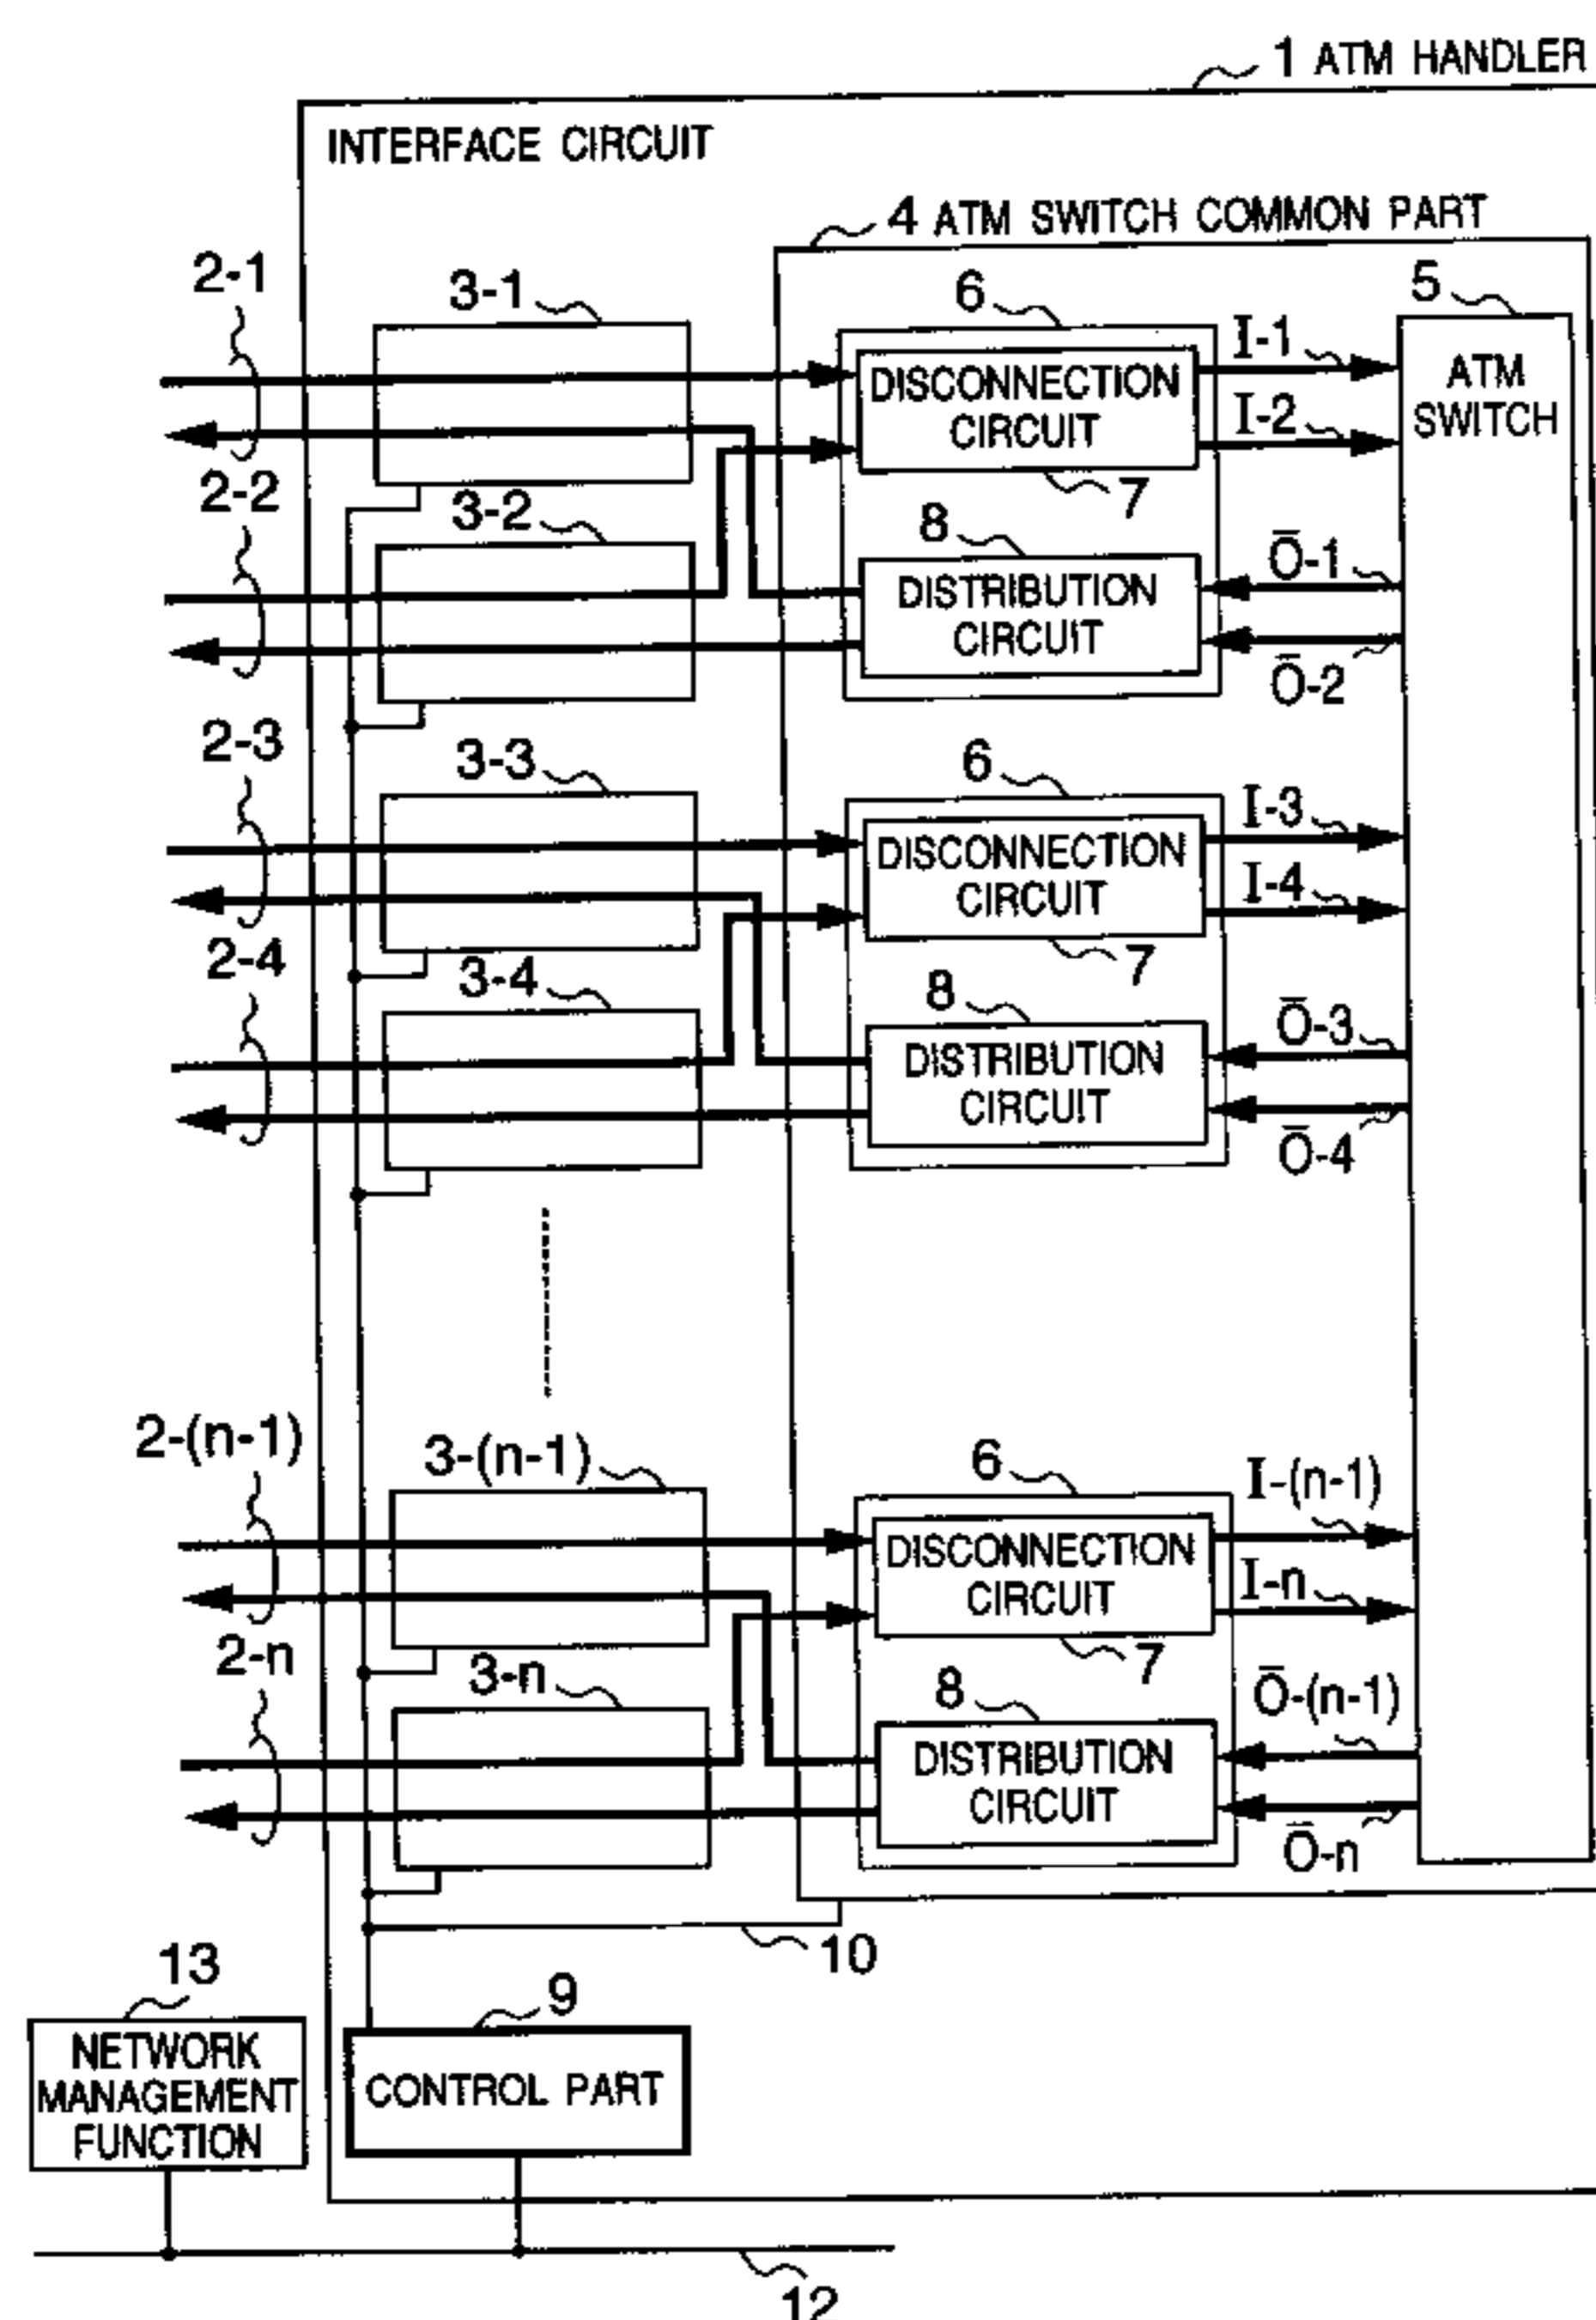 1 ATM HANDLER
INTERFACE CIRCUIT
4 ATM SWITCH COMMON PART
2-1
3-1
6
5
I-1
DISCONNECTION
CIRCUIT
ATM
SWITCH
I-2
2-2
3-2
7
8
Ō-1
DISTRIBUTION
CIRCUIT
Ō-2
2-3
3-3
6
I-3
DISCONNECTION
CIRCUIT
I-4
2-4
3-4
7
8
Ō-3
DISTRIBUTION
CIRCUIT
Ō-4
2-(n-1)
3-(n-1)
6
I-(n-1)
DISCONNECTION
CIRCUIT
I-n
2-n
3-n
7
8
Ō-(n-1)
DISTRIBUTION
CIRCUIT
Ō-n
10
13
9
NETWORK
MANAGEMENT
FUNCTION
CONTROL PART
12